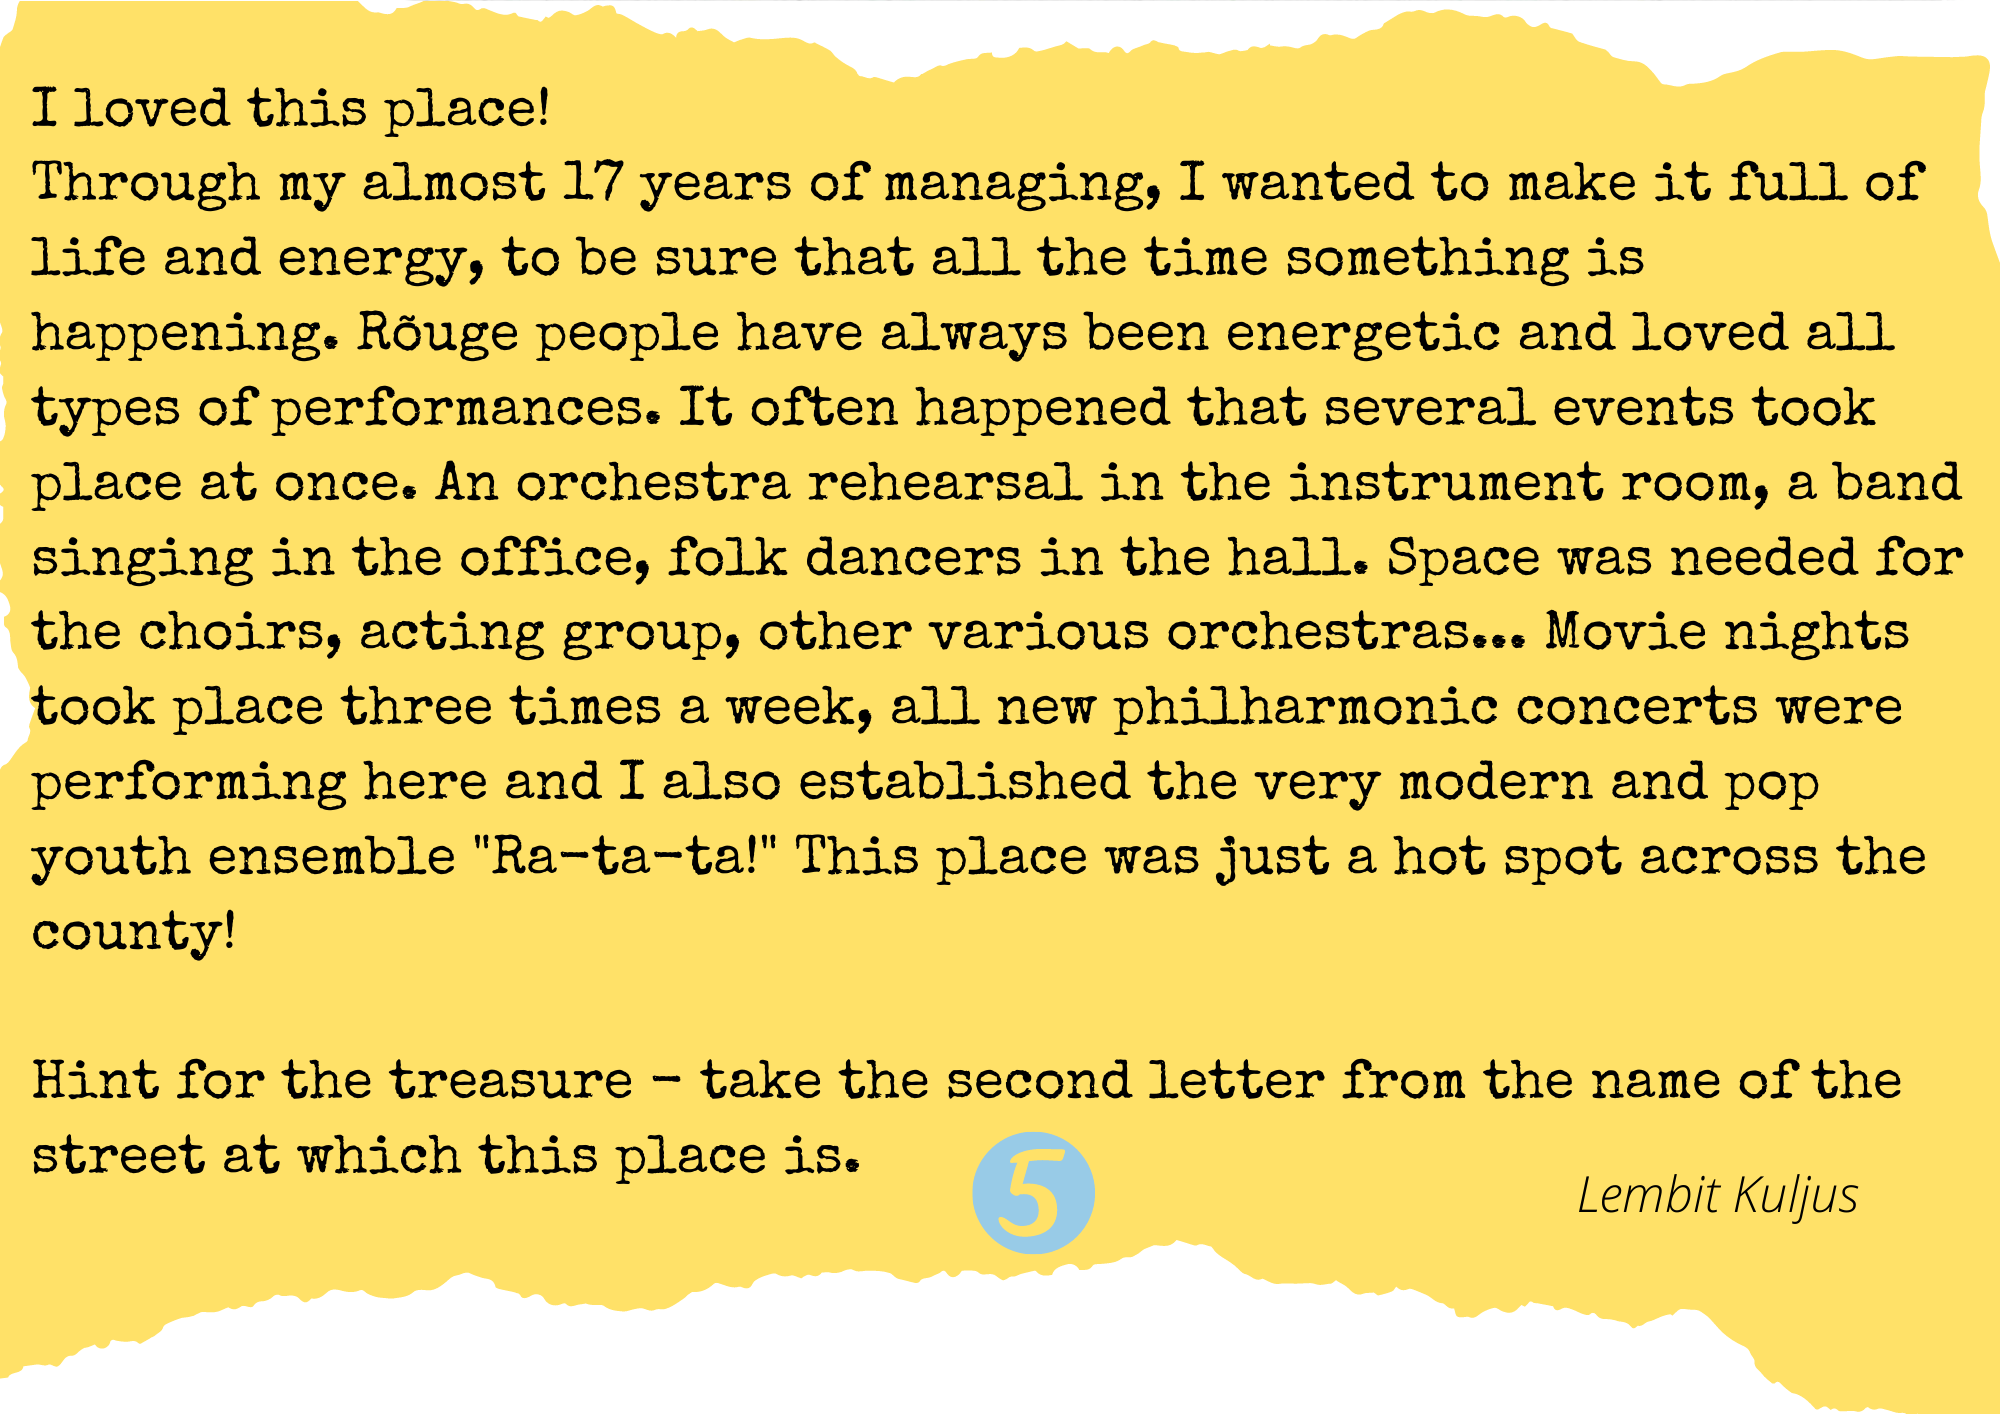 I loved this place!
Through my almost 17 years of managing, I wanted to make it full of
life and energy, to be sure that all the time something is
happening. Rõuge people have always been energetic and loved all
types of performances. It often happened that several events took
place at once. An orchestra rehearsal in the instrument room, a band
singing in the office, folk dancers in the hall. Space was needed for
the choirs, acting group, other various orchestras... Movie nights
took place three times a week, all new philharmonic concerts were
performing here and I also established the very modern and pop
youth ensemble "Ra-ta-ta!" This place was just a hot spot across the
county!
Hint for the treasure - take the second letter from the name of the
street at which this place is.
5
Lembit Kuljus